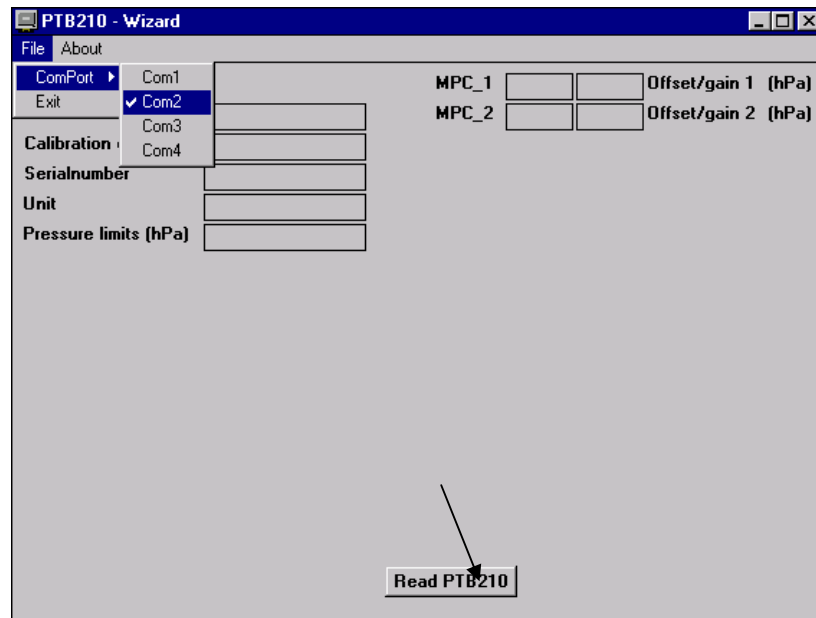 PTB210 - Wizard
File About
ComPort Com1
Exit Com2
Com3
Com4
MPC_1 Offset/gain 1 (hPa)
MPC_2 Offset/gain 2 (hPa)
Calibration
Serialnumber
Unit
Pressure limits (hPa)
Read PTB210